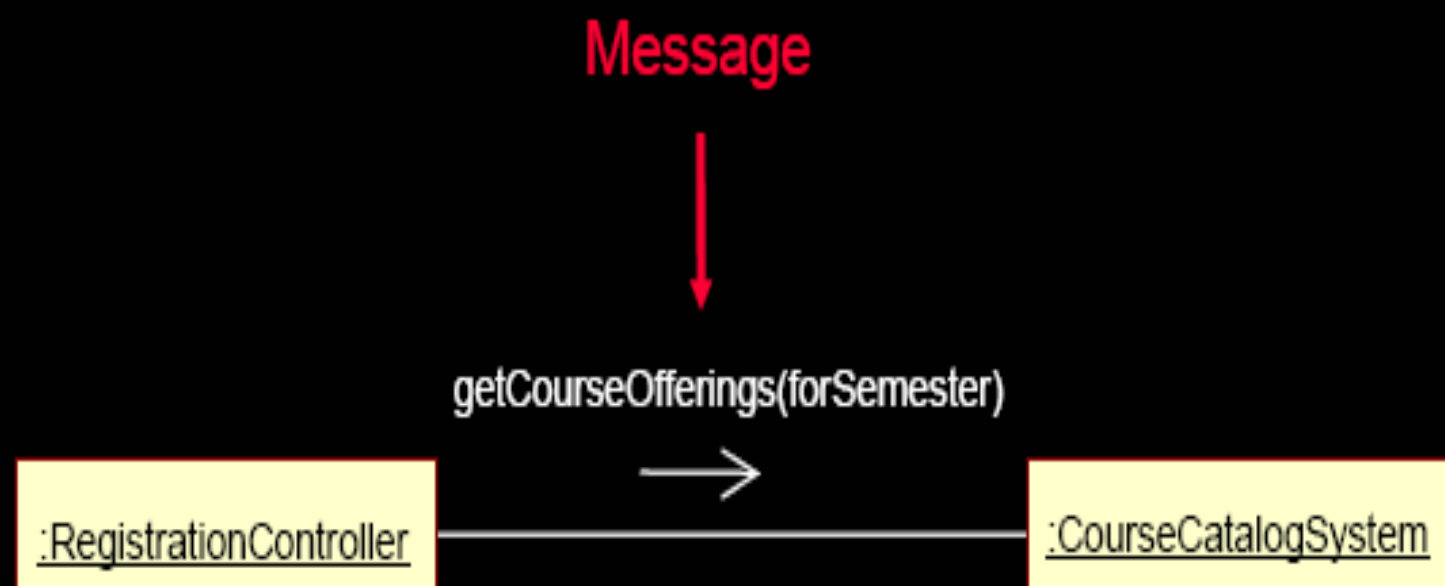 Message
getCourseOfferings(forSemester)
:RegistrationController
:CourseCatalogSystem